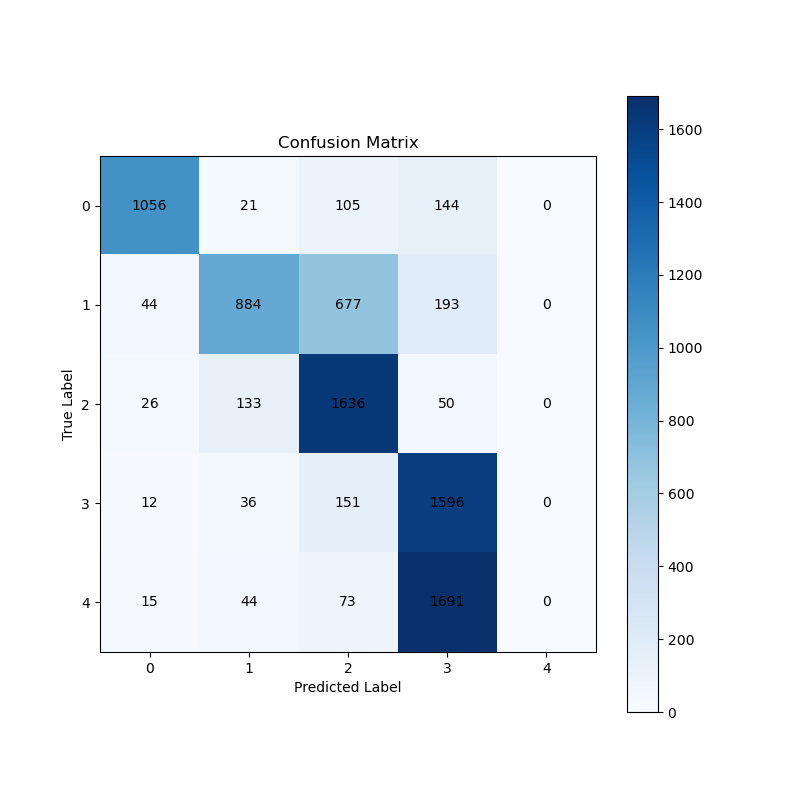 Confusion Matrix
0 1056 21 105 144 0
1 44 884 677 193 0
2 26 133 1636 50 0
3 12 36 151 1596 0
4 15 44 73 1691 0
0 1 2 3 4
True Label
Predicted Label
1600
1400
1200
1000
800
600
400
200
0